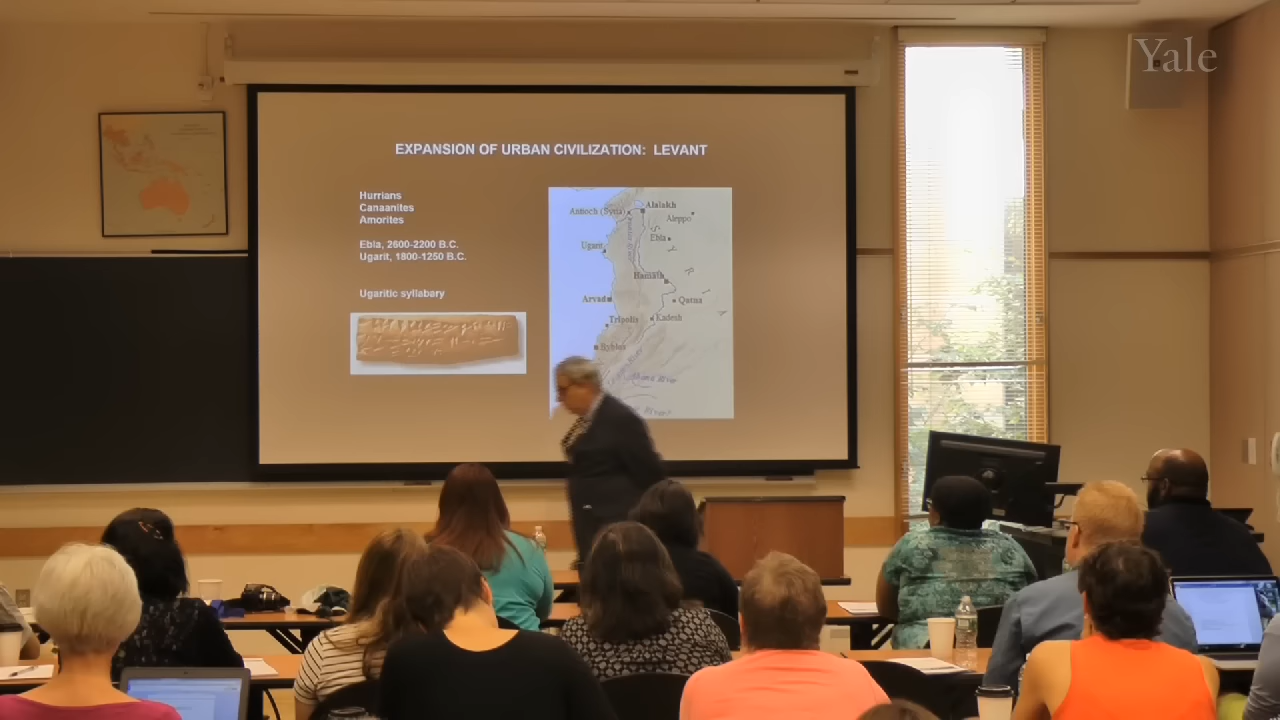 Yale
EXPANSION OF URBAN CIVILIZATION: LEVANT
Hurrians
Canaanites
Amorites
Ebla, 2600-2200 B.C.
Ugarit, 1800-1250 B.C.
Ugaritic syllabary
Alalakh
Antioch (Syria)
Aleppo
Ugarit
Ebla
Hamath
Arvad
Qatna
Tripolis
Kadesh
Byblos
River